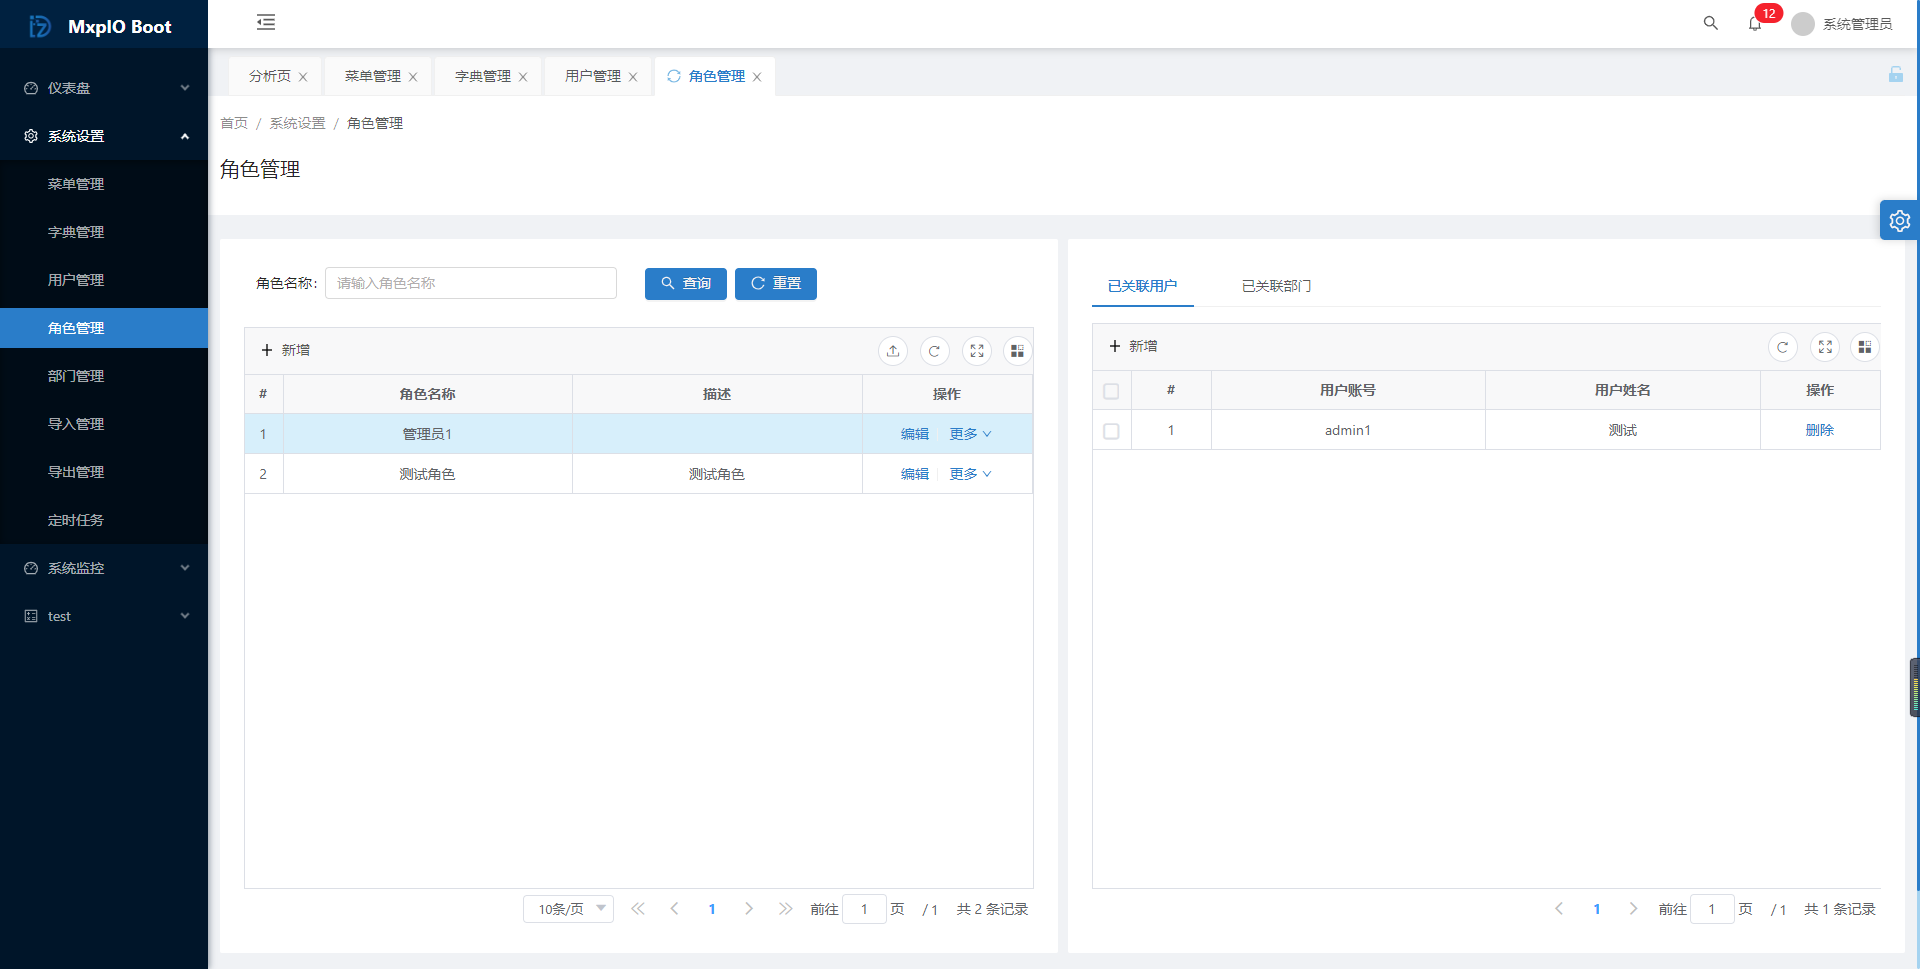 MxpIO Boot
12
系统管理员
仪表盘
系统设置
菜单管理
字典管理
用户管理
角色管理
部门管理
导入管理
导出管理
定时任务
系统监控
test
分析页 菜单管理 字典管理 用户管理 角色管理
首页 / 系统设置 / 角色管理
角色管理
角色名称: 请输入角色名称 查询 重置
新增
# 角色名称 描述 操作
1 管理员1 编辑 更多
2 测试角色 测试角色 编辑 更多
10条/页 1 前往 1 页 / 1 共 2 条记录
已关联用户 已关联部门
新增
# 用户账号 用户姓名 操作
1 admin1 测试 删除
1 前往 1 页 / 1 共 1 条记录